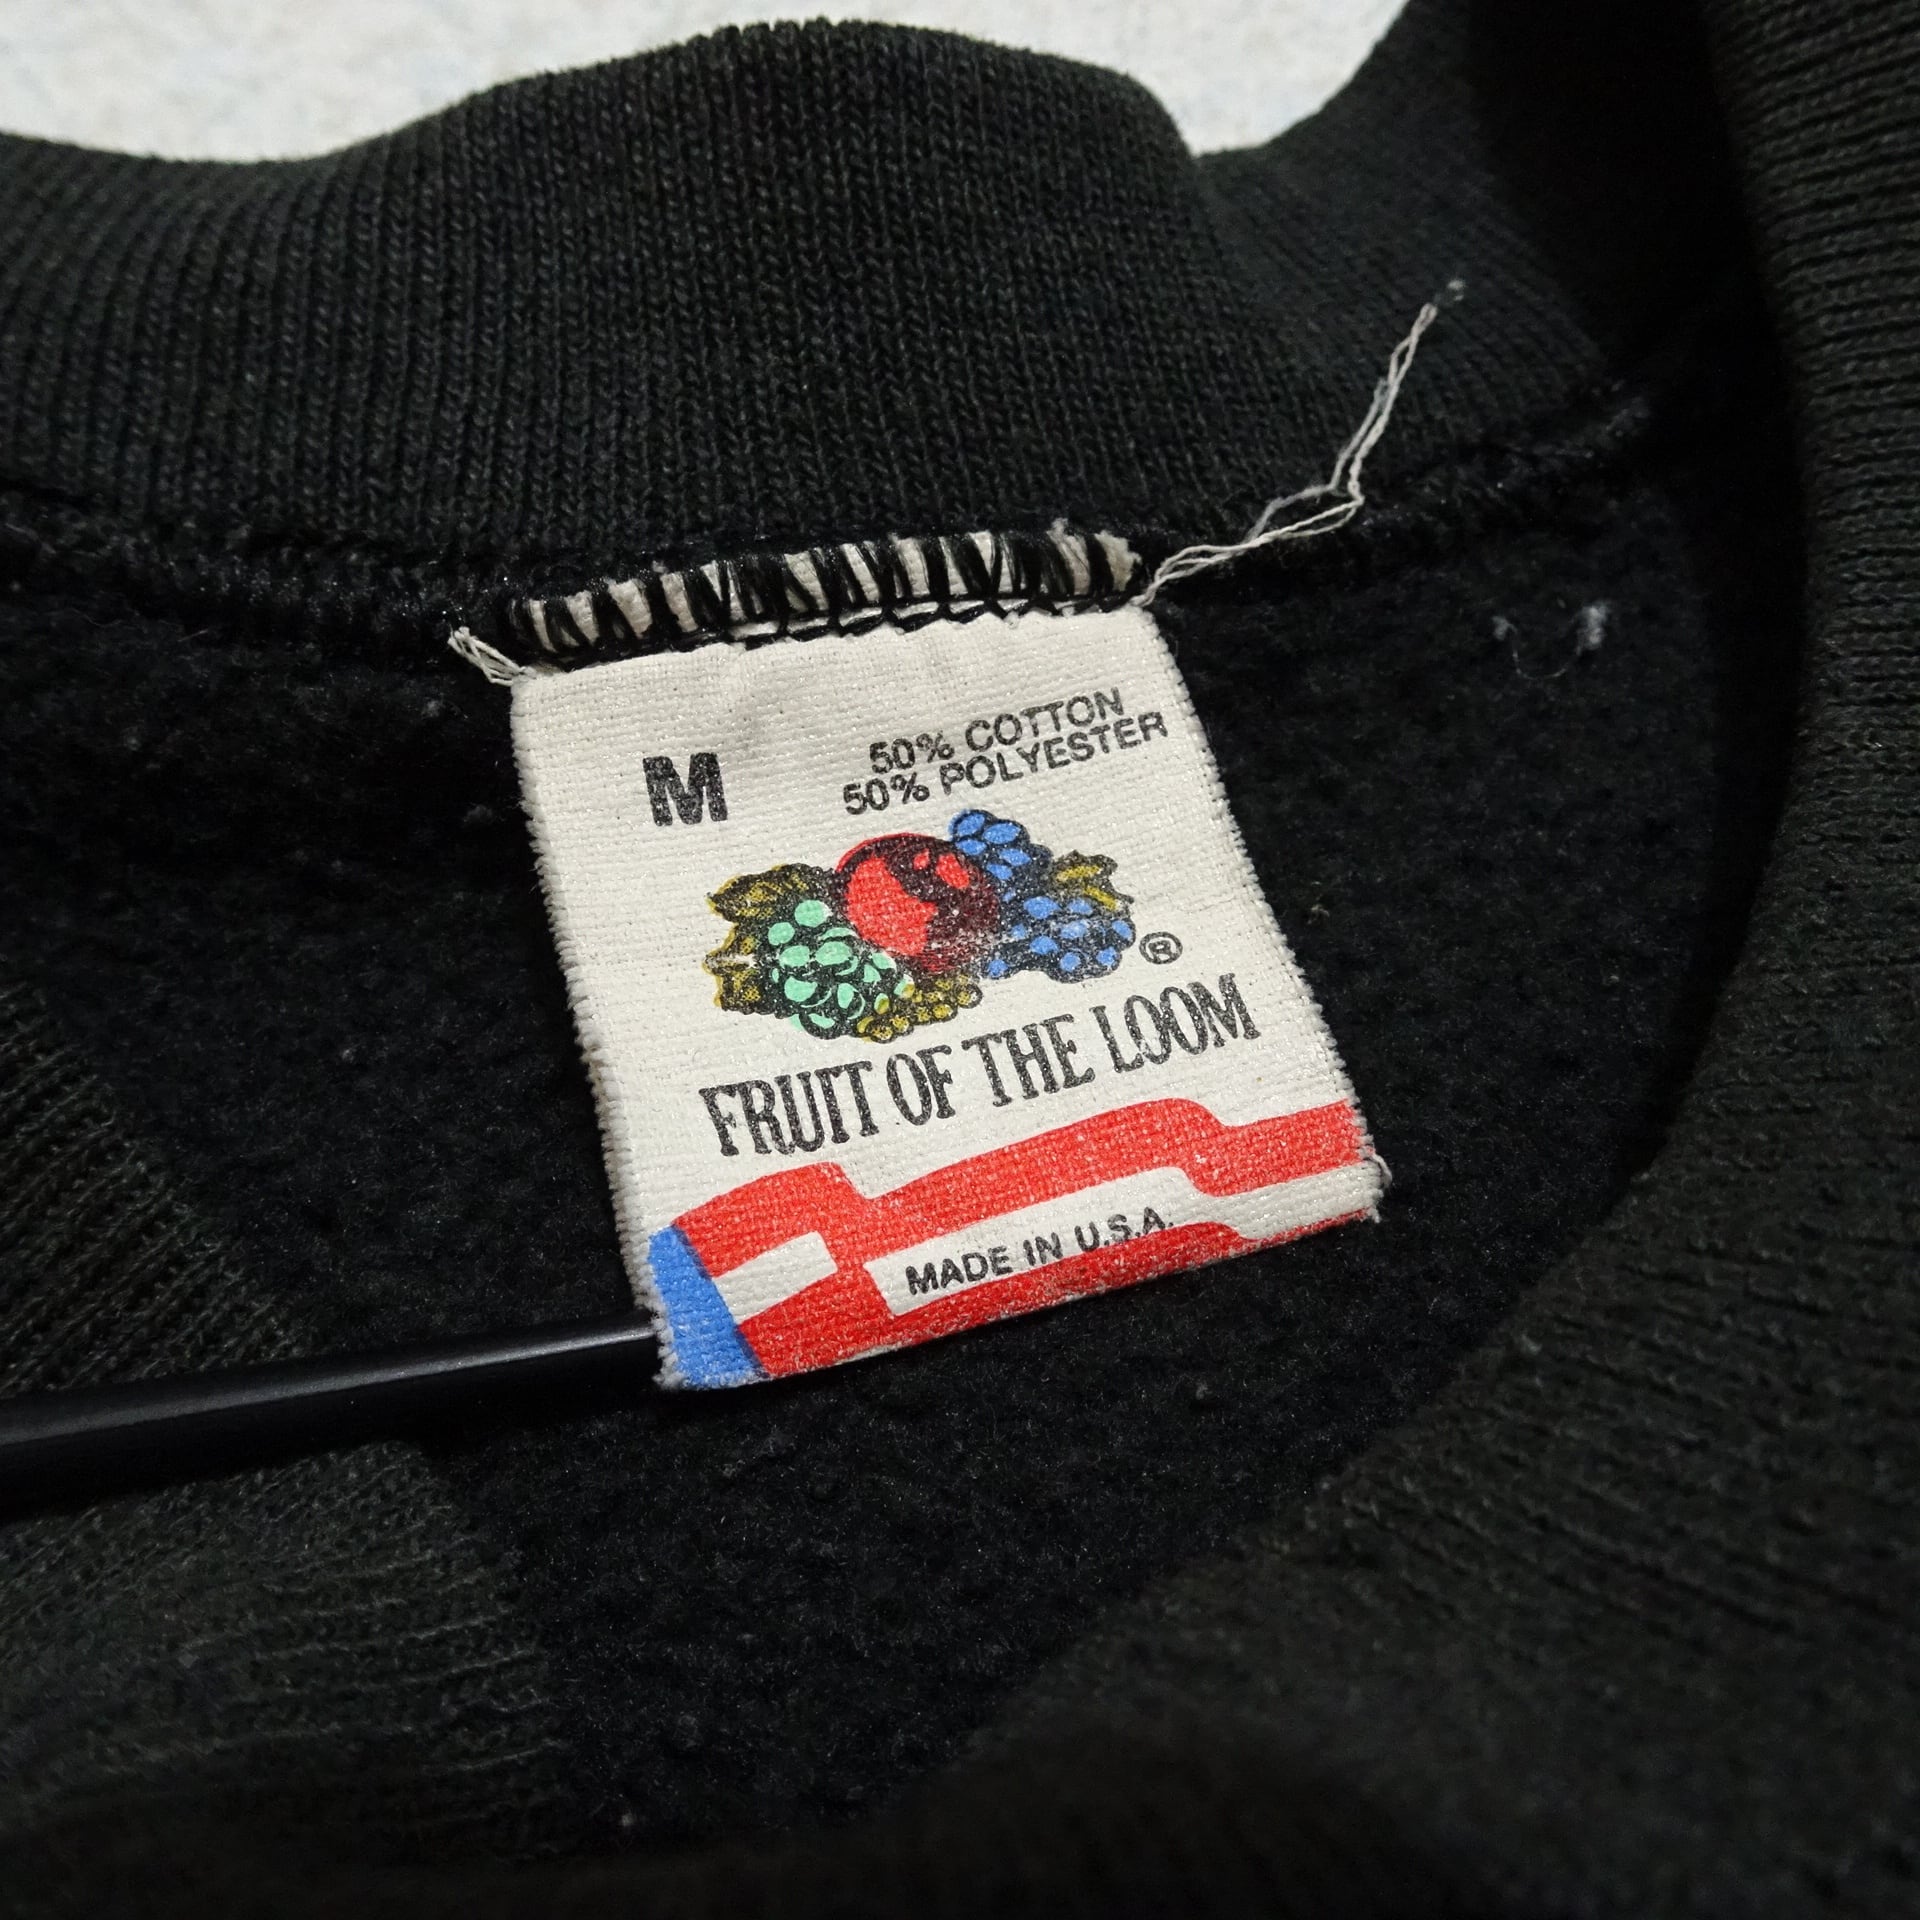 M
50% COTTON
50% POLYESTER
®
FRUIT OF THE LOOM
MADE IN U.S.A.